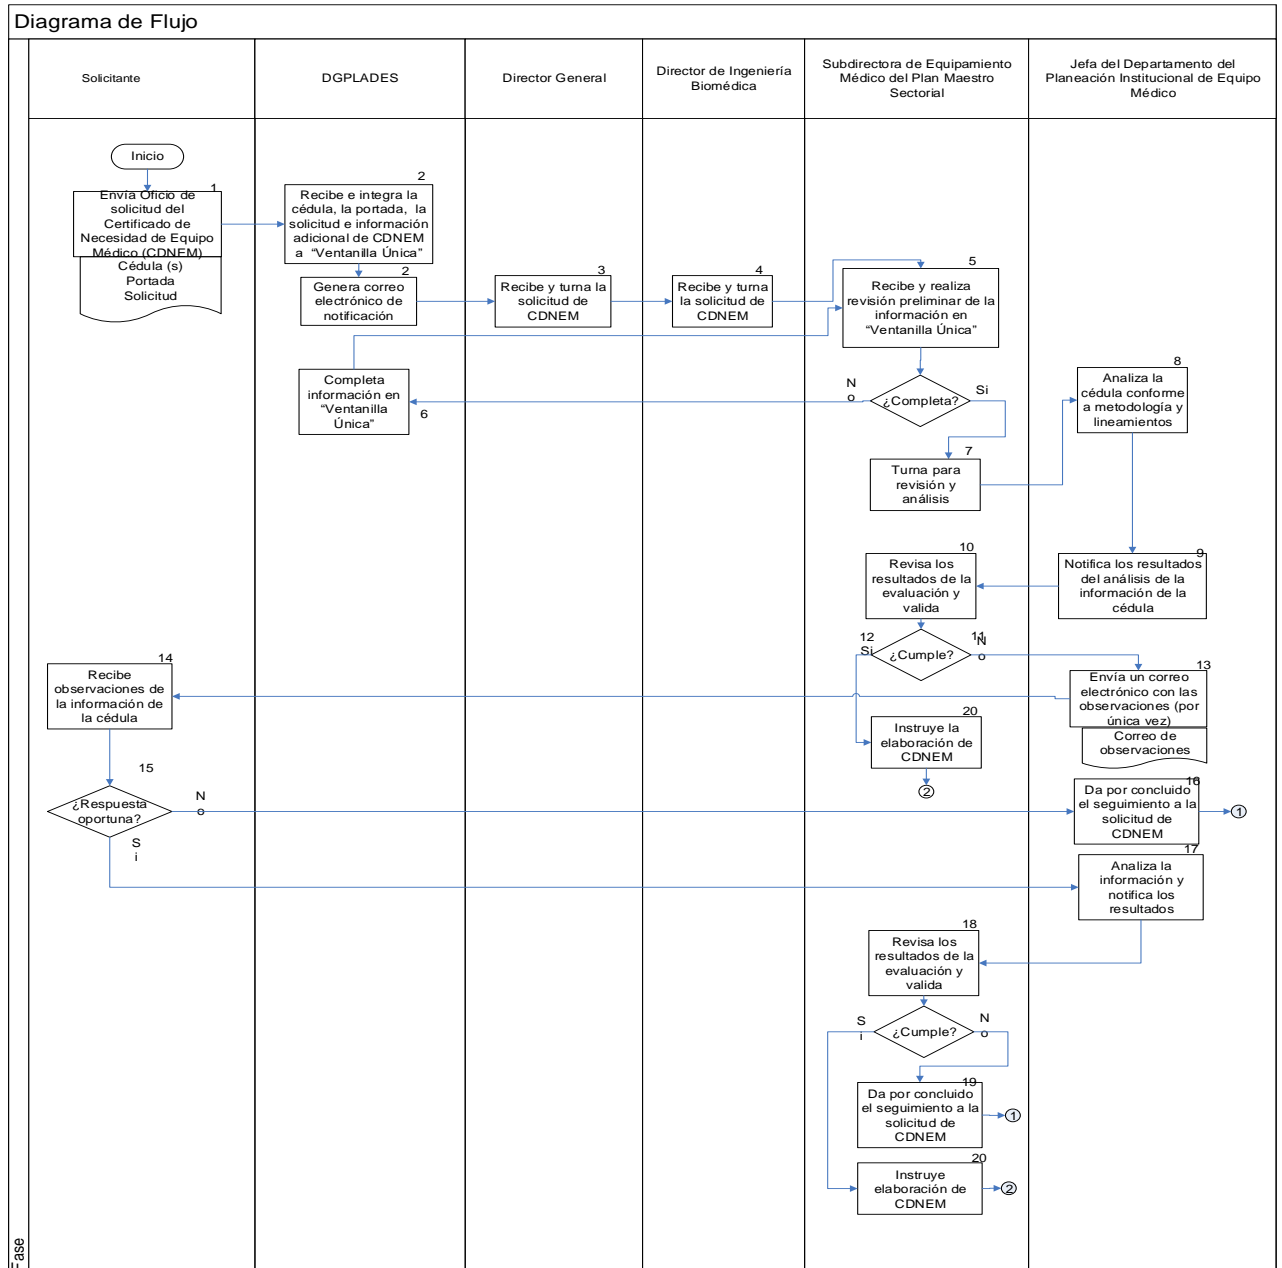 Diagrama de Flujo
Solicitante
DGPLADES
Director General
Director de Ingeniería
Biomédica
Subdirectora de Equipamiento
Médico del Plan Maestro
Sectorial
Jefa del Departamento del
Planeación Institucional de Equipo
Médico
Inicio
1
Envía Oficio de
solicitud del
Certificado de
Necesidad de Equipo
Médico (CDNEM)
Cédula (s)
Portada
Solicitud
2
Recibe e integra la
cédula, la portada, la
solicitud e información
adicional de CDNEM
a “Ventanilla Única”
2
Genera correo
electrónico de
notificación
3
Recibe y turna la
solicitud de
CDNEM
4
Recibe y turna
la solicitud de
CDNEM
5
Recibe y realiza
revisión preliminar de la
información en
“Ventanilla Única”
¿Completa?
N
o
Si
Completa
información en
“Ventanilla
Única”
6
7
Turna para
revisión y
análisis
8
Analiza la
cédula conforme
a metodología y
lineamientos
9
Notifica los resultados
del análisis de la
información de la
cédula
10
Revisa los
resultados de la
evaluación y
valida
12
Si
¿Cumple?
11
N
o
13
Envía un correo
electrónico con las
observaciones (por
única vez)
Correo de
observaciones
14
Recibe
observaciones de
la información de
la cédula
20
Instruye la
elaboración de
CDNEM
2
15
¿Respuesta
oportuna?
N
o
S
i
16
Da por concluido
el seguimiento a la
solicitud de
CDNEM
1
17
Analiza la
información y
notifica los
resultados
18
Revisa los
resultados de la
evaluación y
valida
S
i
¿Cumple?
N
o
19
Da por concluido
el seguimiento a la
solicitud de
CDNEM
1
20
Instruye
elaboración de
CDNEM
2
Fase